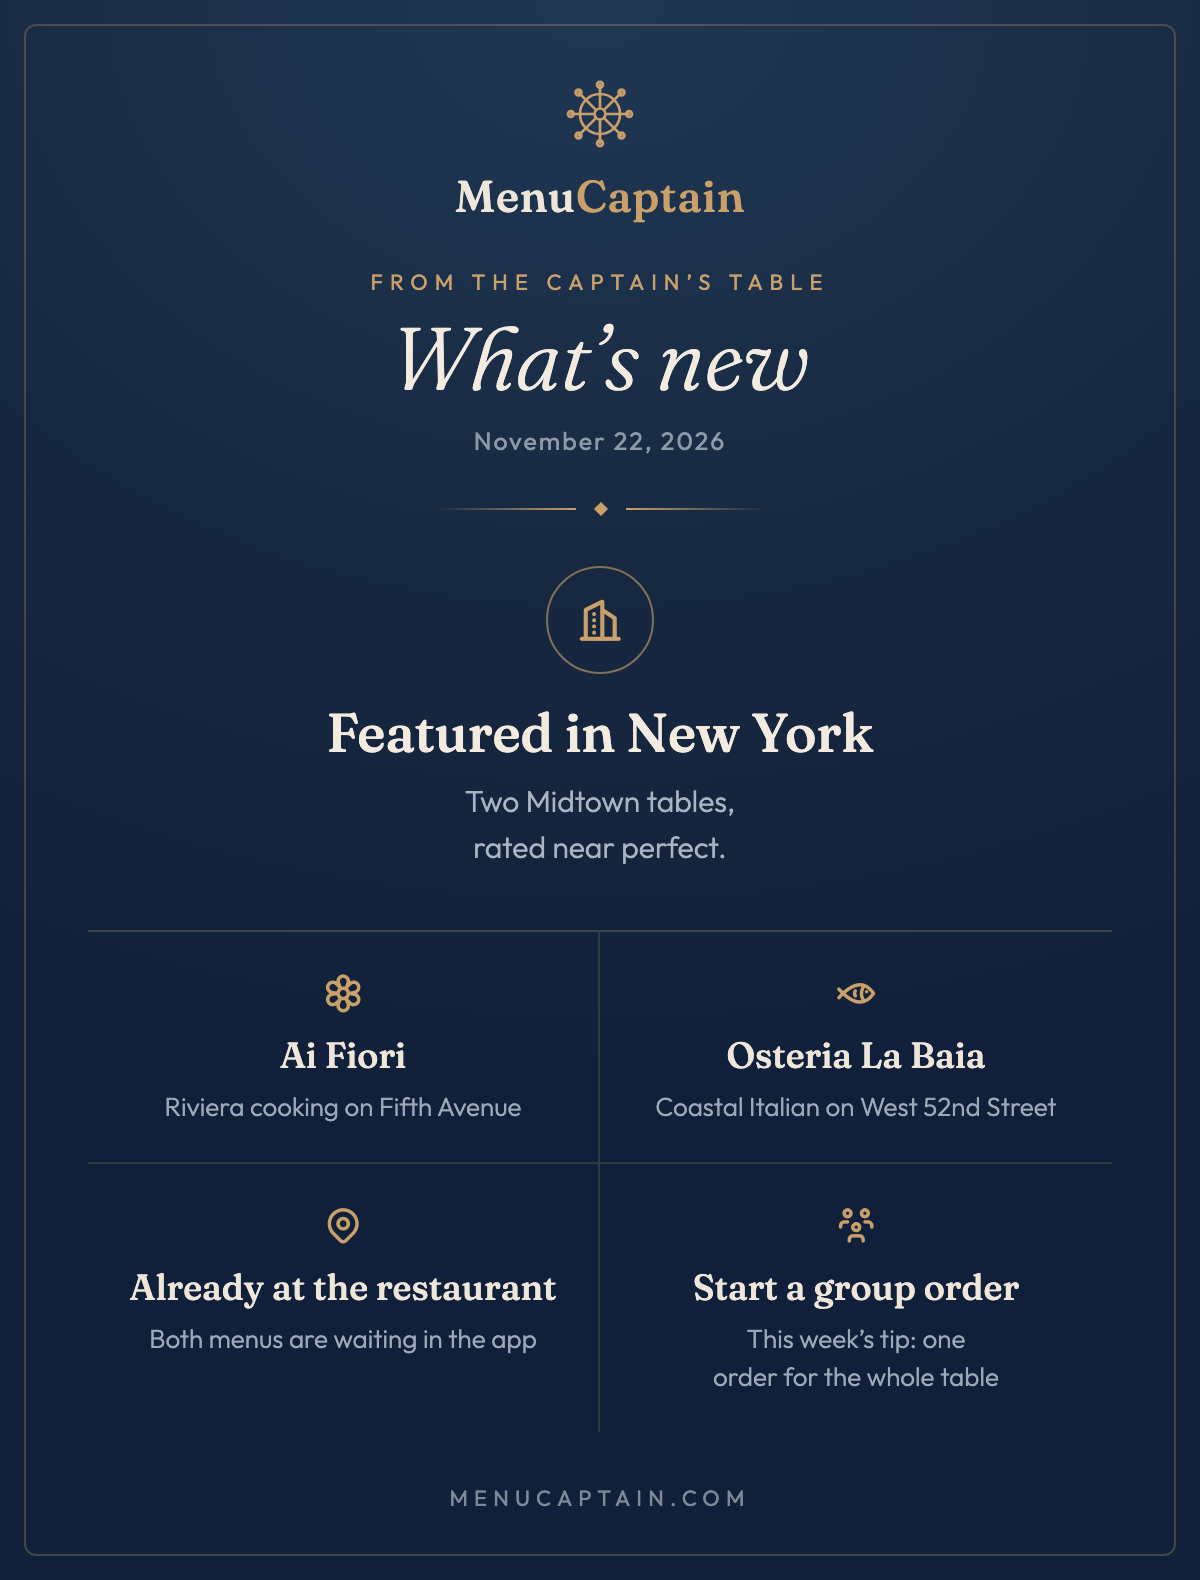 MenuCaptain
FROM THE CAPTAIN’S TABLE
What’s new
November 22, 2026
Featured in New York
Two Midtown tables,
rated near perfect.
Ai Fiori
Riviera cooking on Fifth Avenue
Osteria La Baia
Coastal Italian on West 52nd Street
Already at the restaurant
Both menus are waiting in the app
Start a group order
This week’s tip: one
order for the whole table
MENUCAPTAIN.COM